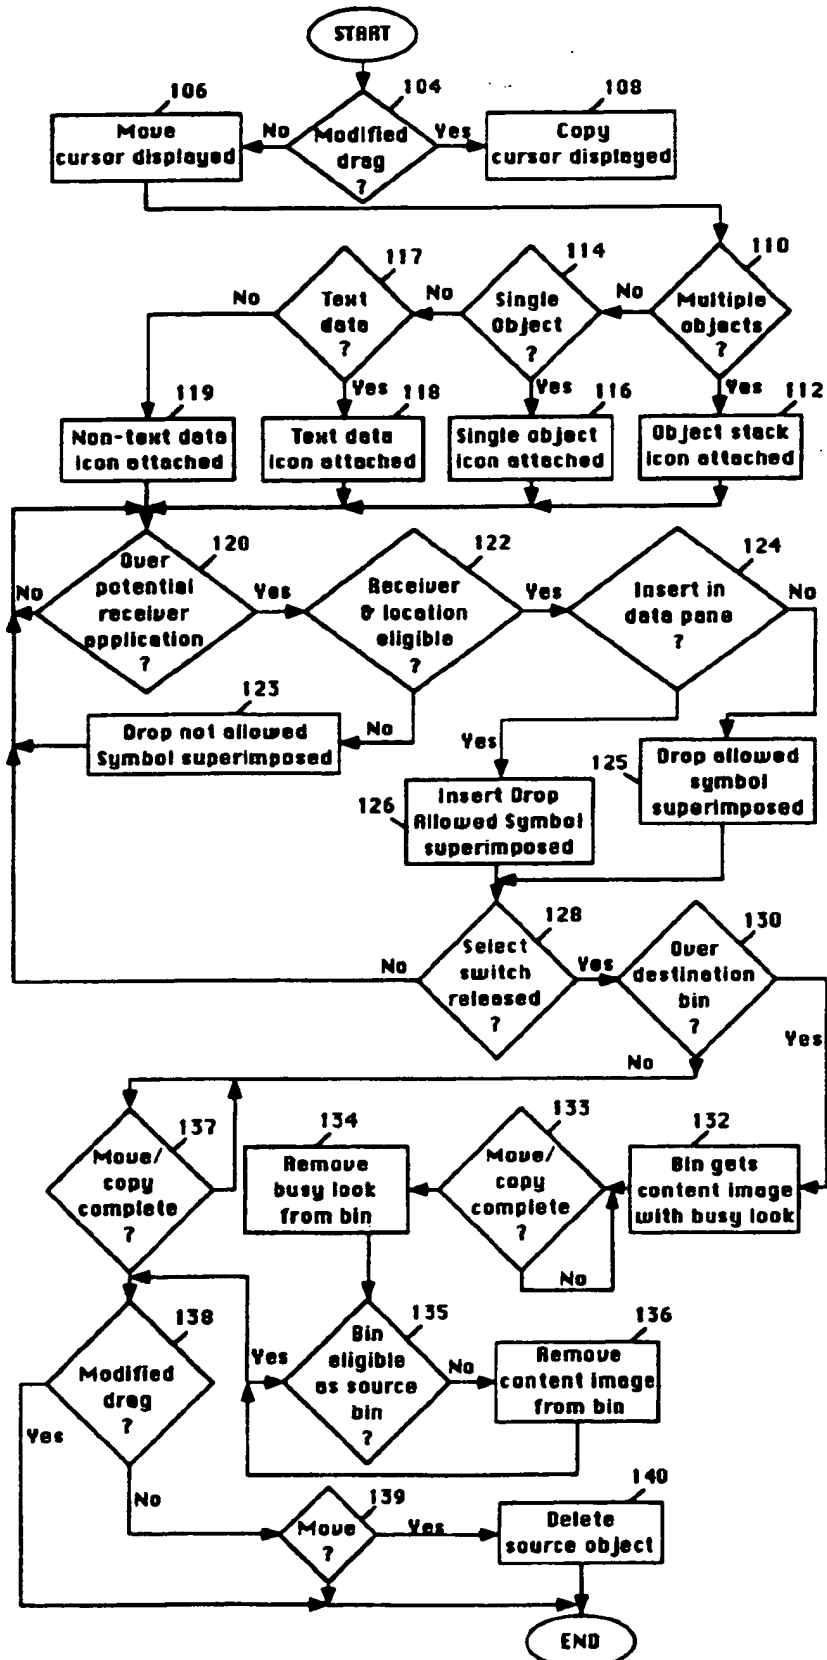 START
106
104
108
Move
cursor displayed
No
Modified
drag
?
Yes
Copy
cursor displayed
117
114
110
No
Text
data
?
No
Single
Object
?
No
Multiple
objects
?
Yes
Yes
Yes
119
118
116
112
Non-text data
icon attached
Text data
icon attached
Single object
icon attached
Object stack
icon attached
120
122
124
No
Over
potential
receiver
application
?
Yes
Receiver
& location
eligible
?
Yes
Insert in
data pane
?
No
123
Drop not allowed
Symbol superimposed
No
Yes
125
Drop allowed
symbol
superimposed
126
Insert Drop
Allowed Symbol
superimposed
128
130
No
Select
switch
released
?
Yes
Over
destination
bin
?
Yes
No
137
134
133
132
Move/
copy
complete
?
Remove
busy look
from bin
Move/
copy
complete
?
Bin gets
content image
with busy look
No
138
135
136
Modified
drag
?
Yes
Yes
Bin
eligible
as source
bin
?
No
Remove
content image
from bin
No
139
140
Move
?
Yes
Delete
source object
END